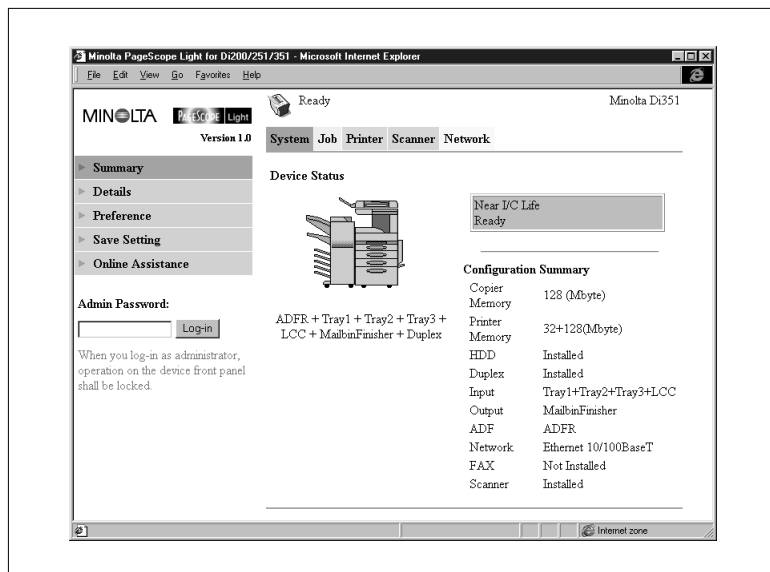 Minolta PageScope Light for Di200/251/351 - Microsoft Internet Explorer
File Edit View Go Favorites Help
MINOLTA PAGESCOPE Light
Version 1.0
Ready
Minolta Di351
System Job Printer Scanner Network
Summary
Details
Preference
Save Setting
Online Assistance
Admin Password:
Log-in
When you log-in as administrator,
operation on the device front panel
shall be locked.
Device Status
ADFR + Tray1 + Tray2 + Tray3 +
LCC + MailbinFinisher + Duplex
Near I/C Life
Ready
Configuration Summary
Copier Memory 128 (Mbyte)
Printer Memory 32+128(Mbyte)
HDD Installed
Duplex Installed
Input Tray1+Tray2+Tray3+LCC
Output MailbinFinisher
ADF ADFR
Network Ethernet 10/100BaseT
FAX Not Installed
Scanner Installed
Internet zone